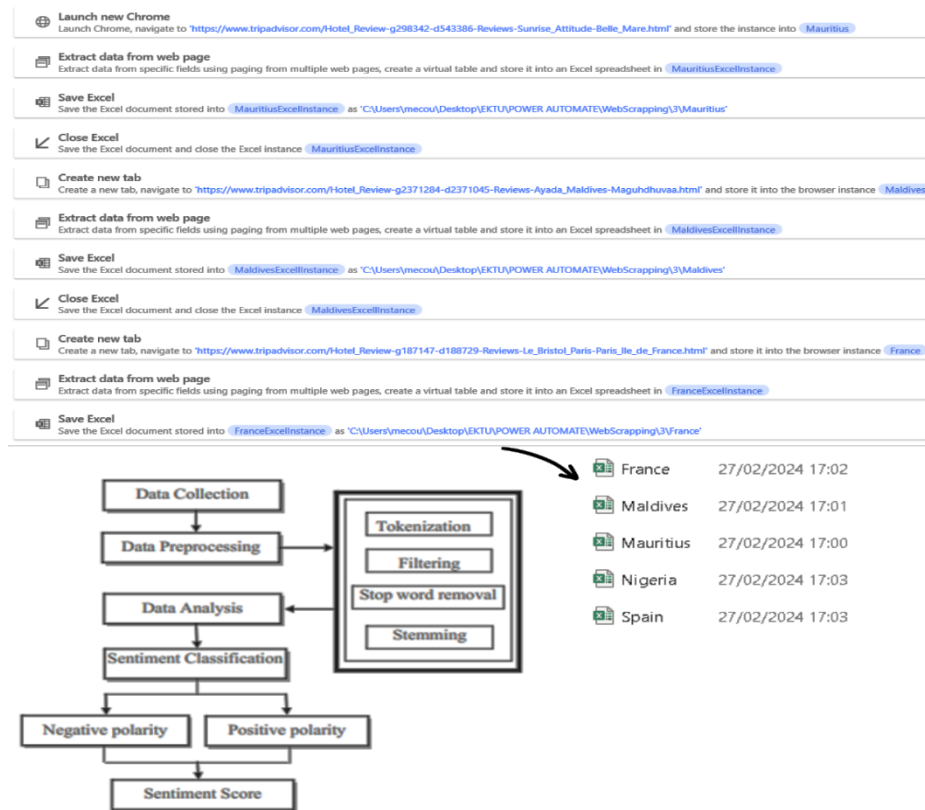 Launch new Chrome
Launch Chrome, navigate to 'https://www.tripadvisor.com/Hotel_Review-g298342-d543386-Reviews-Sunrise_Attitude-Belle_Mare.html' and store the instance into Mauritius
Extract data from web page
Extract data from specific fields using paging from multiple web pages, create a virtual table and store it into an Excel spreadsheet in MauritiusExcelInstance
Save Excel
Save the Excel document stored into MauritiusExcelInstance as 'C:\Users\mecou\Desktop\EKTU\POWER AUTOMATE\WebScrapping\3\Mauritius'
Close Excel
Save the Excel document and close the Excel instance MauritiusExcelInstance
Create new tab
Create a new tab, navigate to 'https://www.tripadvisor.com/Hotel_Review-g2371284-d2371045-Reviews-Ayada_Maldives-Maguhdhuvaa.html' and store it into the browser instance Maldives
Extract data from web page
Extract data from specific fields using paging from multiple web pages, create a virtual table and store it into an Excel spreadsheet in MaldivesExcelInstance
Save Excel
Save the Excel document stored into MaldivesExcelInstance as 'C:\Users\mecou\Desktop\EKTU\POWER AUTOMATE\WebScrapping\3\Maldives'
Close Excel
Save the Excel document and close the Excel instance MaldivesExcelInstance
Create new tab
Create a new tab, navigate to 'https://www.tripadvisor.com/Hotel_Review-g187147-d188729-Reviews-Le_Bristol_Paris-Paris_Ile_de_France.html' and store it into the browser instance France
Extract data from web page
Extract data from specific fields using paging from multiple web pages, create a virtual table and store it into an Excel spreadsheet in FranceExcelInstance
Save Excel
Save the Excel document stored into FranceExcelInstance as 'C:\Users\mecou\Desktop\EKTU\POWER AUTOMATE\WebScrapping\3\France'
Data Collection
Data Preprocessing
Tokenization
Filtering
Stop word removal
Stemming
Data Analysis
Sentiment Classification
Negative polarity
Positive polarity
Sentiment Score
France 27/02/2024 17:02
Maldives 27/02/2024 17:01
Mauritius 27/02/2024 17:00
Nigeria 27/02/2024 17:03
Spain 27/02/2024 17:03